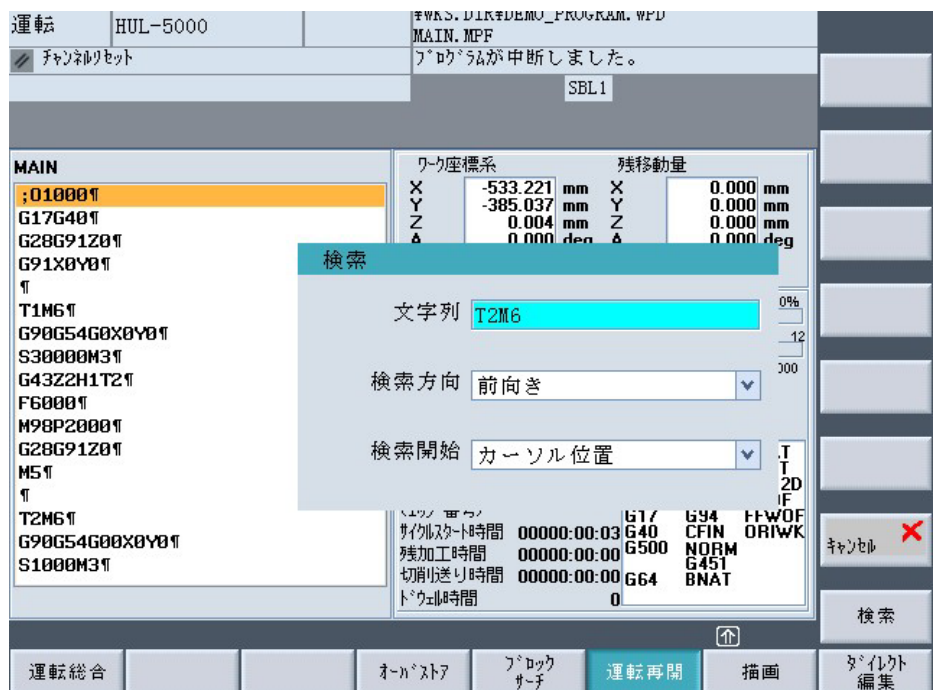 運転
HUL-5000
¥WKS.DIR¥DEMO_PROGRAM.WPD
MAIN.MPF
チャンネルリセット
プログラムが中断しました。
SBL1
MAIN
;O1000¶
G17G40¶
G28G91Z0¶
G91X0Y0¶
¶
T1M6¶
G90G54G0X0Y0¶
S30000M3¶
G43Z2H1T2¶
F6000¶
M98P2000¶
G28G91Z0¶
M5¶
¶
T2M6¶
G90G54G00X0Y0¶
S1000M3¶
ワーク座標系 残移動量
X -533.221 mm X 0.000 mm
Y -385.037 mm Y 0.000 mm
Z 0.004 mm Z 0.000 mm
A 0.000 deg A 0.000 deg
検索
文字列 T2M6
検索方向 前向き
検索開始 カーソル位置
0%
12
000
T
T
2D
F
G17 G94 FFWOF
サイクルスタート時間 00000:00:03 G40 CFIN ORIWK
残加工時間 00000:00:00 G500 NORM
G451
切削送り時間 00000:00:00 G64 BNAT
ドウェル時間 0
キャンセル
検索
運転総合
オーバストア
ブロック
サーチ
運転再開
描画
ダイレクト
編集